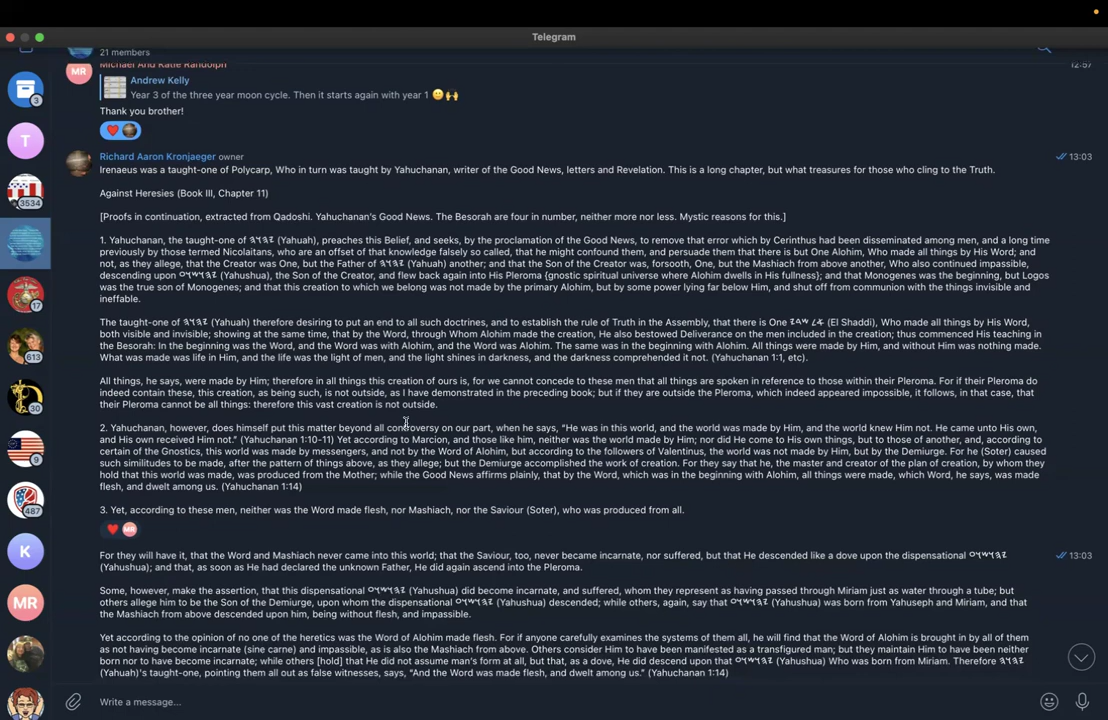 Telegram
21 members
Michael And Katie Randolph
12:57
Andrew Kelly
Year 3 of the three year moon cycle. Then it starts again with year 1 😊🙌
Thank you brother!
Richard Aaron Kronjaeger owner
13:03
Irenaeus was a taught-one of Polycarp, Who in turn was taught by Yahuchanan, writer of the Good News, letters and Revelation. This is a long chapter, but what treasures for those who cling to the Truth.
Against Heresies (Book III, Chapter 11)
[Proofs in continuation, extracted from Qadoshi. Yahuchanan's Good News. The Besorah are four in number, neither more nor less. Mystic reasons for this.]
1. Yahuchanan, the taught-one of 𐤉𐤄𐤅𐤄 (Yahuah), preaches this Belief, and seeks, by the proclamation of the Good News, to remove that error which by Cerinthus had been disseminated among men, and a long time
previously by those termed Nicolaitans, who are an offset of that knowledge falsely so called, that he might confound them, and persuade them that there is but One Alohim, Who made all things by His Word; and
not, as they allege, that the Creator was One, but the Father of 𐤉𐤄𐤅𐤄 (Yahuah) another; and that the Son of the Creator was, forsooth, One, but the Mashiach from above another, Who also continued impassible,
descending upon 𐤉𐤄𐤅𐤔𐤅𐤏 (Yahushua), the Son of the Creator, and flew back again into His Pleroma {gnostic spiritual universe where Alohim dwells in His fullness}; and that Monogenes was the beginning, but Logos
was the true son of Monogenes; and that this creation to which we belong was not made by the primary Alohim, but by some power lying far below Him, and shut off from communion with the things invisible and
ineffable.
The taught-one of 𐤉𐤄𐤅𐤄 (Yahuah) therefore desiring to put an end to all such doctrines, and to establish the rule of Truth in the Assembly, that there is One 𐤀𐤋 𐤔𐤃𐤉 (El Shaddi), Who made all things by His Word,
both visible and invisible; showing at the same time, that by the Word, through Whom Alohim made the creation, He also bestowed Deliverance on the men included in the creation; thus commenced His teaching in
the Besorah: In the beginning was the Word, and the Word was with Alohim, and the Word was Alohim. The same was in the beginning with Alohim. All things were made by Him, and without Him was nothing made.
What was made was life in Him, and the life was the light of men, and the light shines in darkness, and the darkness comprehended it not. (Yahuchanan 1:1, etc).
All things, he says, were made by Him; therefore in all things this creation of ours is, for we cannot concede to these men that all things are spoken in reference to those within their Pleroma. For if their Pleroma do
indeed contain these, this creation, as being such, is not outside, as I have demonstrated in the preceding book; but if they are outside the Pleroma, which indeed appeared impossible, it follows, in that case, that
their Pleroma cannot be all things: therefore this vast creation is not outside.
2. Yahuchanan, however, does himself put this matter beyond all controversy on our part, when he says, “He was in this world, and the world was made by Him, and the world knew Him not. He came unto His own,
and His own received Him not.” (Yahuchanan 1:10-11) Yet according to Marcion, and those like him, neither was the world made by Him; nor did He come to His own things, but to those of another; and, according to
certain of the Gnostics, this world was made by messengers, and not by the Word of Alohim, but according to the followers of Valentinus, the world was not made by Him, but by the Demiurge. For he (Soter) caused
such similitudes to be made, after the pattern of things above, as they allege; but the Demiurge accomplished the work of creation. For they say that he, the master and creator of the plan of creation, by whom they
hold that this world was made, was produced from the Mother; while the Good News affirms plainly, that by the Word, which was in the beginning with Alohim, all things were made, which Word, he says, was made
flesh, and dwelt among us. (Yahuchanan 1:14)
3. Yet, according to these men, neither was the Word made flesh, nor Mashiach, nor the Saviour (Soter), who was produced from all.
For they will have it, that the Word and Mashiach never came into this world; that the Saviour, too, never became incarnate, nor suffered, but that He descended like a dove upon the dispensational 𐤉𐤄𐤅𐤔𐤅𐤏
13:03
(Yahushua); and that, as soon as He had declared the unknown Father, He did again ascend into the Pleroma.
Some, however, make the assertion, that this dispensational 𐤉𐤄𐤅𐤔𐤅𐤏 (Yahushua) did become incarnate, and suffered, whom they represent as having passed through Miriam just as water through a tube; but
others allege him to be the Son of the Demiurge, upon whom the dispensational 𐤉𐤄𐤅𐤔𐤅𐤏 (Yahushua) descended; while others, again, say that 𐤉𐤄𐤅𐤔𐤅𐤏 (Yahushua) was born from Yahuseph and Miriam, and that
the Mashiach from above descended upon him, being without flesh, and impassible.
Yet according to the opinion of no one of the heretics was the Word of Alohim made flesh. For if anyone carefully examines the systems of them all, he will find that the Word of Alohim is brought in by all of them
as not having become incarnate (sine carne) and impassible, as is also the Mashiach from above. Others consider Him to have been manifested as a transfigured man; but they maintain Him to have been neither
born nor to have become incarnate; while others [hold] that He did not assume man's form at all, but that, as a dove, He did descend upon that 𐤉𐤄𐤅𐤔𐤅𐤏 (Yahushua) Who was born from Miriam. Therefore 𐤉𐤄𐤅𐤄
(Yahuah)'s taught-one, pointing them all out as false witnesses, says, “And the Word was made flesh, and dwelt among us.” (Yahuchanan 1:14)
Write a message...
3
T
3534
17
613
30
9
487
K
MR
MR
MR